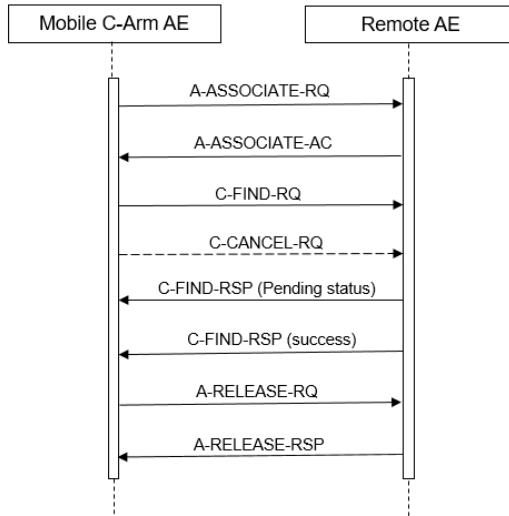 Mobile C-Arm AE
Remote AE
A-ASSOCIATE-RQ
A-ASSOCIATE-AC
C-FIND-RQ
C-CANCEL-RQ
C-FIND-RSP (Pending status)
C-FIND-RSP (success)
A-RELEASE-RQ
A-RELEASE-RSP